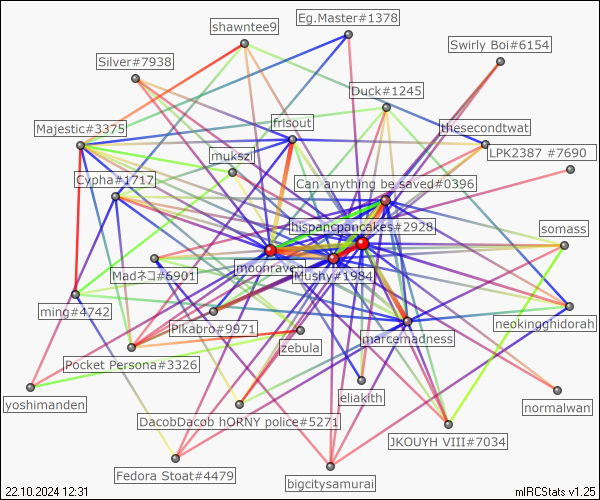 Eg.Master#1378
shawntee9
Swirly Boi#6154
Silver#7938
Duck#1245
Majestic#3375
frisout
thesecondtwat
LPK2387 #7690
mukszi
Cypha#1717
Can anything be saved#0396
hispancpancakes#2928
somass
moonraven
Mushy#1984
Madネコ#6901
ming#4742
Pikabro#9971
neokingghidorah
marcemadness
zebula
Pocket Persona#3326
yoshimanden
eliakith
normalwan
DacobDacob hORNY police#5271
JKOUYH VIII#7034
Fedora Stoat#4479
bigcitysamurai
22.10.2024 12:31
mIRCStats v1.25